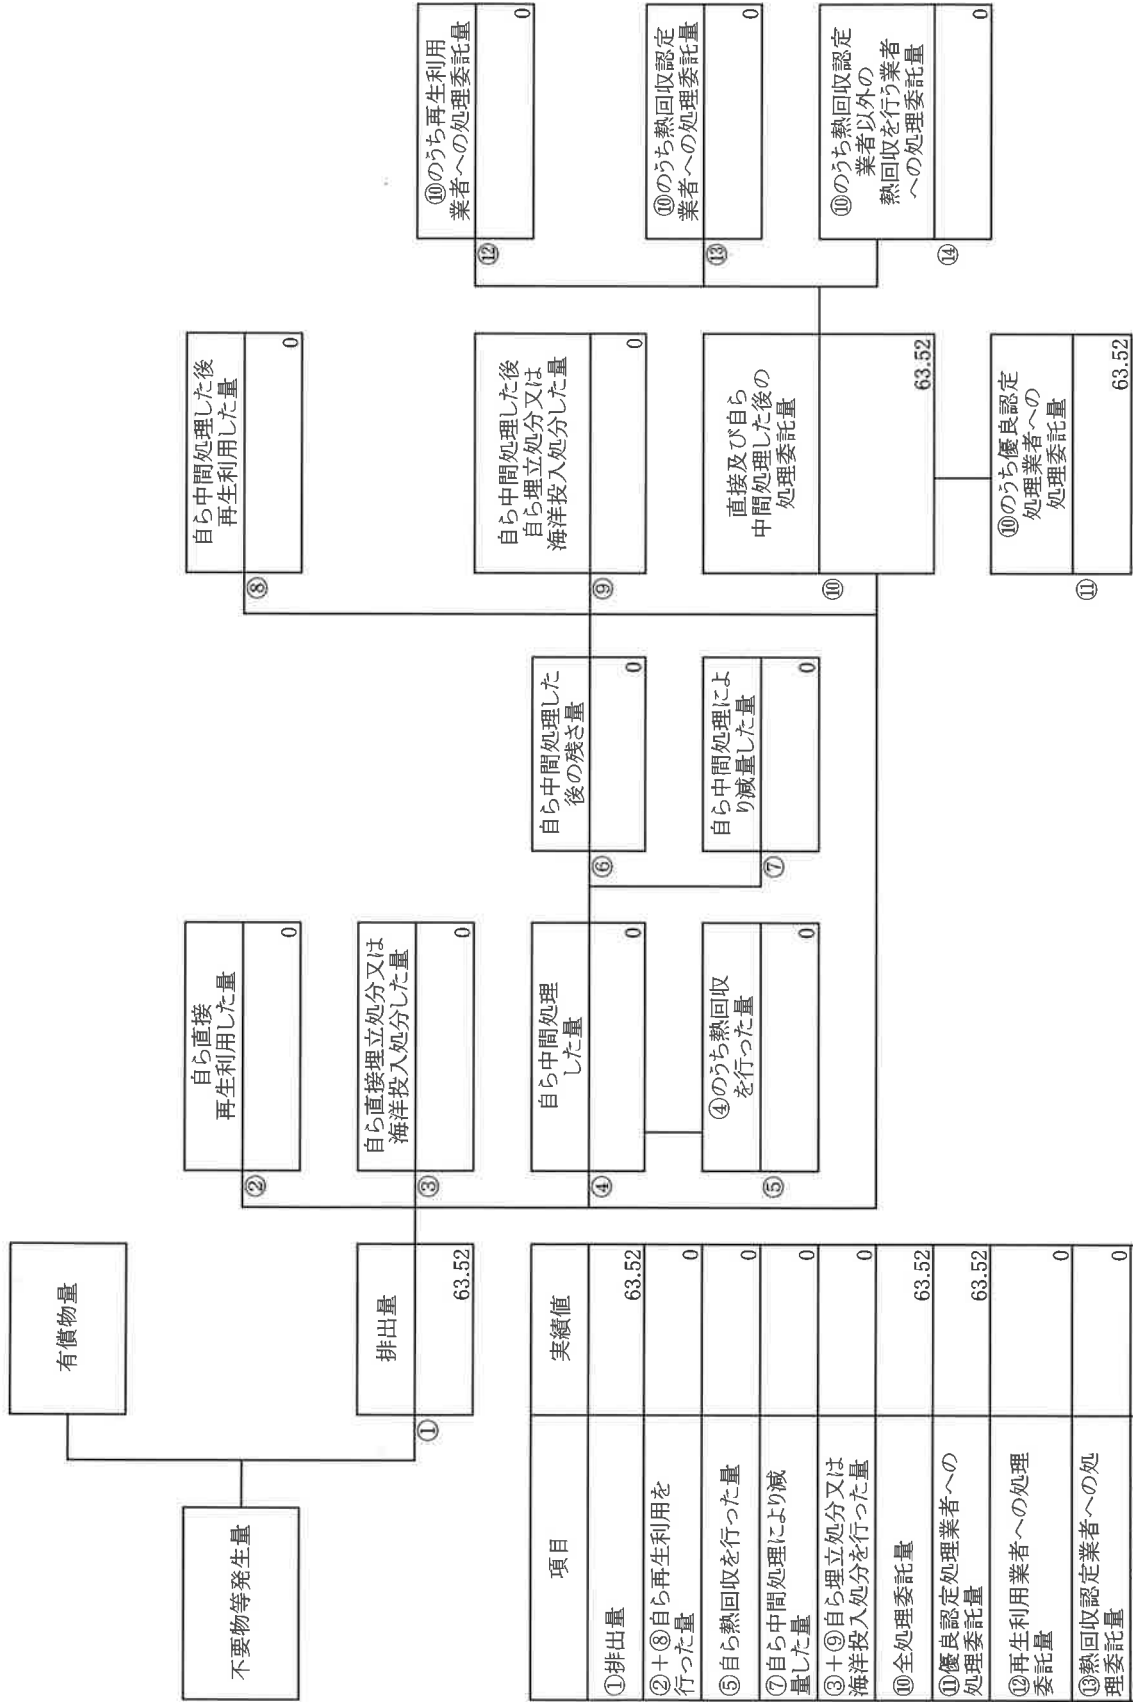 不要物等発生量
有償物量
①
排出量
63.52
②
自ら直接
再生利用した量
0
③
自ら直接埋立処分又は
海洋投入処分した量
0
④
自ら中間処理
した量
0
⑤
④のうち熱回収
を行った量
0
⑥
自ら中間処理した
後の残さ量
0
⑦
自ら中間処理によ
り減量した量
0
⑧
自ら中間処理した後
再生利用した量
0
⑨
自ら中間処理した後
自ら埋立処分又は
海洋投入処分した量
0
⑩
直接及び自ら
中間処理した後の
処理委託量
63.52
⑪
⑩のうち優良認定
処理業者への
処理委託量
63.52
⑫
⑩のうち再生利用
業者への処理委託量
0
⑬
⑩のうち熱回収認定
業者への処理委託量
0
⑭
⑩のうち熱回収認定
業者以外の
熱回収を行う業者
への処理委託量
0
項目 実績値
①排出量 63.52
②+⑧自ら再生利用を
行った量 0
⑤自ら熱回収を行った量 0
⑦自ら中間処理により減
量した量 0
③+⑨自ら埋立処分又は
海洋投入処分を行った量 0
⑩全処理委託量 63.52
⑪優良認定処理業者への
処理委託量 63.52
⑫再生利用業者への処理
委託量 0
⑬熱回収認定業者への処
理委託量 0